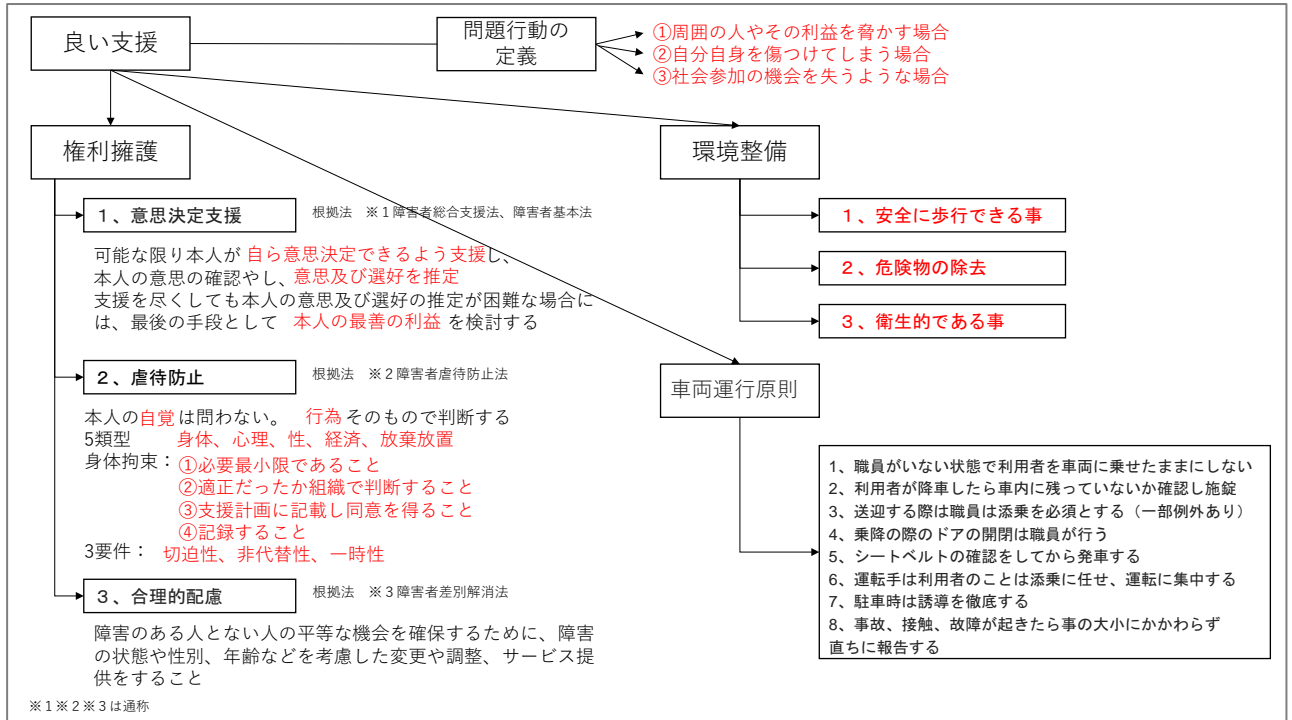 良い支援
問題行動の
定義
①周囲の人やその利益を脅かす場合
②自分自身を傷つけてしまう場合
③社会参加の機会を失うような場合
権利擁護
1、意思決定支援
根拠法　※1障害者総合支援法、障害者基本法
可能な限り本人が 自ら意思決定できるよう支援し、
本人の意思の確認やし、意思及び選好を推定
支援を尽くしても本人の意思及び選好の推定が困難な場合に
は、最後の手段として　本人の最善の利益 を検討する
2、虐待防止
根拠法　※2障害者虐待防止法
本人の自覚は問わない。　行為 そのもので判断する
5類型　　身体、心理、性、経済、放棄放置
身体拘束：①必要最小限であること
②適正だったか組織で判断すること
③支援計画に記載し同意を得ること
④記録すること
3要件：　切迫性、非代替性、一時性
3、合理的配慮
根拠法　※3障害者差別解消法
障害のある人とない人の平等な機会を確保するために、障害
の状態や性別、年齢などを考慮した変更や調整、サービス提
供をすること
※1※2※3は通称
環境整備
1、安全に歩行できる事
2、危険物の除去
3、衛生的である事
車両運行原則
1、職員がいない状態で利用者を車両に乗せたままにしない
2、利用者が降車したら車内に残っていないか確認し施錠
3、送迎する際は職員は添乗を必須とする（一部例外あり）
4、乗降の際のドアの開閉は職員が行う
5、シートベルトの確認をしてから発車する
6、運転手は利用者のことは添乗に任せ、運転に集中する
7、駐車時は誘導を徹底する
8、事故、接触、故障が起きたら事の大小にかかわらず
直ちに報告する